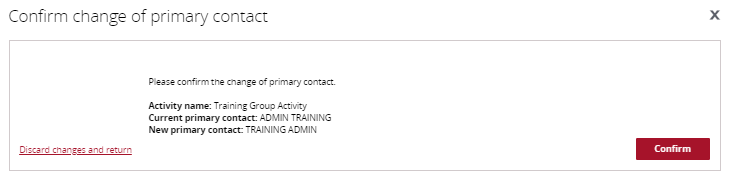 Confirm change of primary contact
X
Please confirm the change of primary contact.
Activity name: Training Group Activity
Current primary contact: ADMIN TRAINING
New primary contact: TRAINING ADMIN
Discard changes and return
Confirm